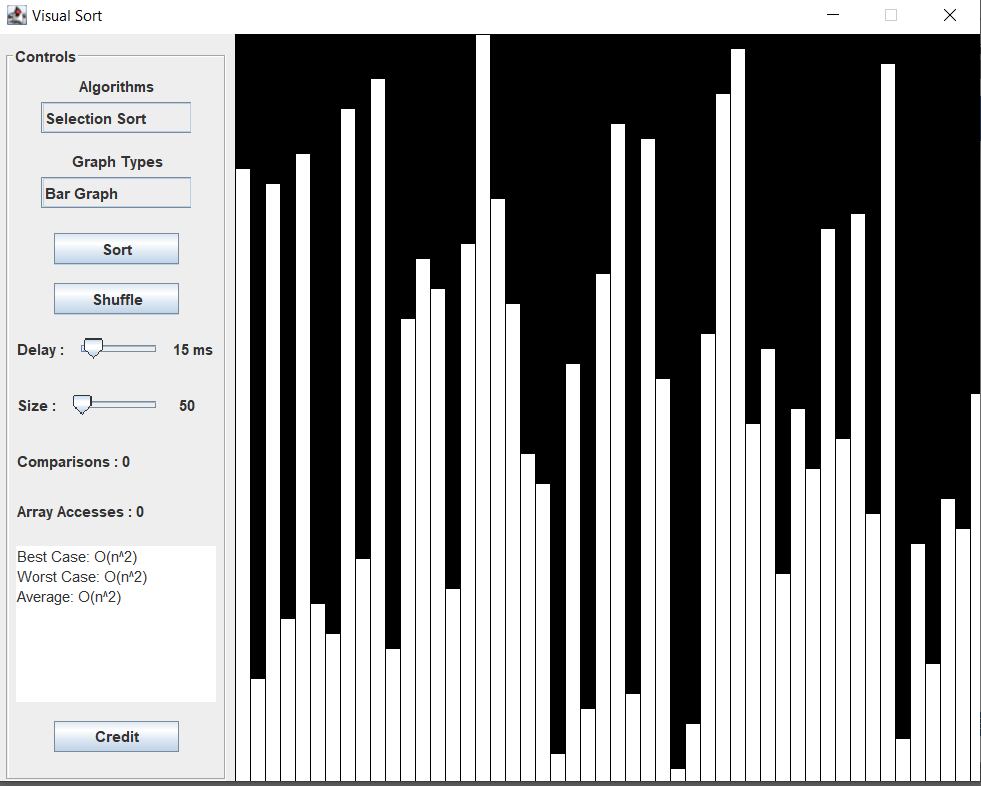 Visual Sort
Controls
Algorithms
Selection Sort
Graph Types
Bar Graph
Sort
Shuffle
Delay : 15 ms
Size : 50
Comparisons : 0
Array Accesses : 0
Best Case: O(n^2)
Worst Case: O(n^2)
Average: O(n^2)
Credit